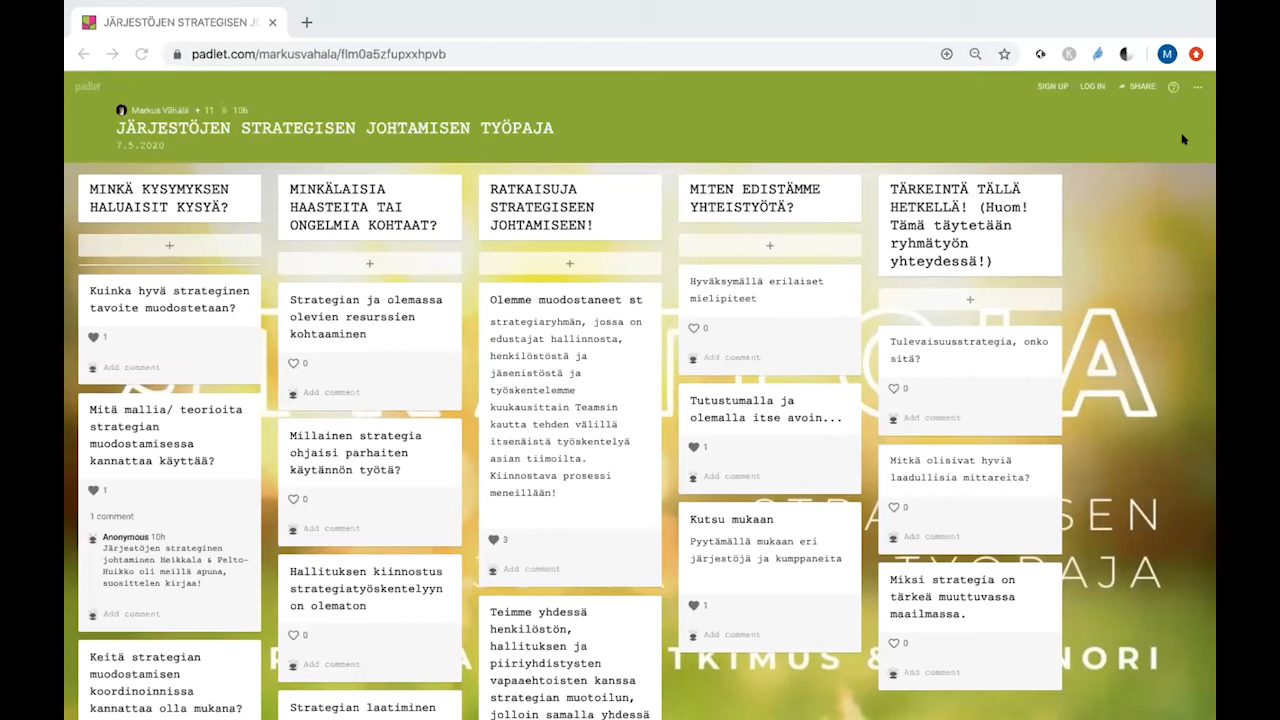 JÄRJESTÖJEN STRATEGISEN JO
padlet.com/markusvahala/flm0a5zfupxxhpvb
K
M
padlet
SIGN UP
LOG IN
SHARE
Markus Vähälä + 11
10h
JÄRJESTÖJEN STRATEGISEN JOHTAMISEN TYÖPAJA
7.5.2020
MINKÄ KYSYMYKSEN
HALUAISIT KYSYÄ?
+
Kuinka hyvä strateginen
tavoite muodostetaan?
1
Add comment
Mitä mallia/ teorioita
strategian
muodostamisessa
kannattaa käyttää?
1
1 comment
Anonymous 10h
Järjestöjen strateginen
johtaminen Heikkala & Pelto-
Huikko oli meillä apuna,
suosittelen kirjaa!
Add comment
Keitä strategian
muodostamisen
koordinoinnissa
kannattaa olla mukana?
MINKÄLAISIA
HAASTEITA TAI
ONGELMIA KOHTAAT?
+
Strategian ja olemassa
olevien resurssien
kohtaaminen
0
Add comment
Millainen strategia
ohjaisi parhaiten
käytännön työtä?
0
Add comment
Hallituksen kiinnostus
strategiatyöskentelyyn
on olematon
0
Add comment
Strategian laatiminen
RATKAISUJA
STRATEGISEEN
JOHTAMISEEN!
+
Olemme muodostaneet st
strategiaryhmän, jossa on
edustajat hallinnosta,
henkilöstöstä ja
jäsenistöstä ja
työskentelemme
kuukausittain Teamsin
kautta tehden välillä
itsenäistä työskentelyä
asian tiimoilta.
Kiinnostava prosessi
meneillään!
3
Add comment
Teimme yhdessä
henkilöstön,
hallituksen ja
piiriyhdistysten
vapaaehtoisten kanssa
strategian muotoilun,
jolloin samalla yhdessä
MITEN EDISTÄMME
YHTEISTYÖTÄ?
+
Hyväksymällä erilaiset
mielipiteet
0
Add comment
Tutustumalla ja
olemalla itse avoin...
1
Add comment
Kutsu mukaan
Pyytämällä mukaan eri
järjestöjä ja kumppaneita
1
Add comment
TÄRKEINTÄ TÄLLÄ
HETKELLÄ! (Huom!
Tämä täytetään
ryhmätyön
yhteydessä!)
+
Tulevaisuusstrategia, onko
sitä?
0
Add comment
Mitkä olisivat hyviä
laadullisia mittareita?
0
Add comment
Miksi strategia on
tärkeä muuttuvassa
maailmassa.
0
Add comment